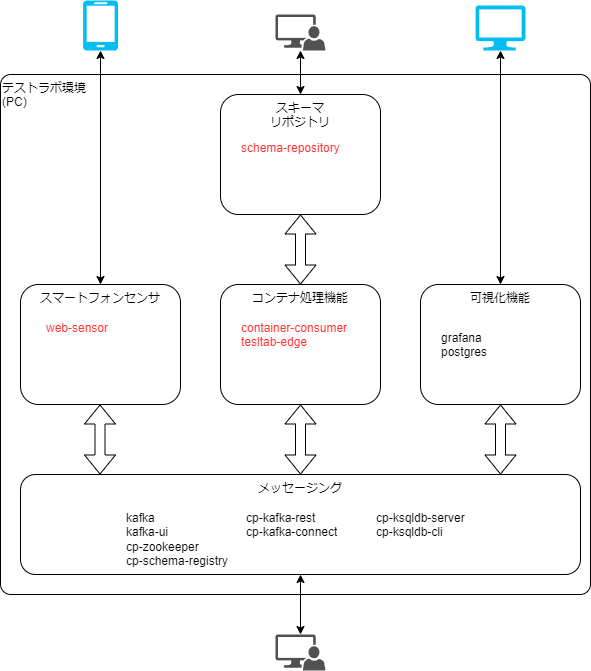 テストラボ環境
(PC)
スキーマ
リポジトリ
schema-repository
スマートフォンセンサ
web-sensor
コンテナ処理機能
container-consumer
tesltab-edge
可視化機能
grafana
postgres
メッセージング
kafka
kafka-ui
cp-zookeeper
cp-schema-registry
cp-kafka-rest
cp-kafka-connect
cp-ksqldb-server
cp-ksqldb-cli